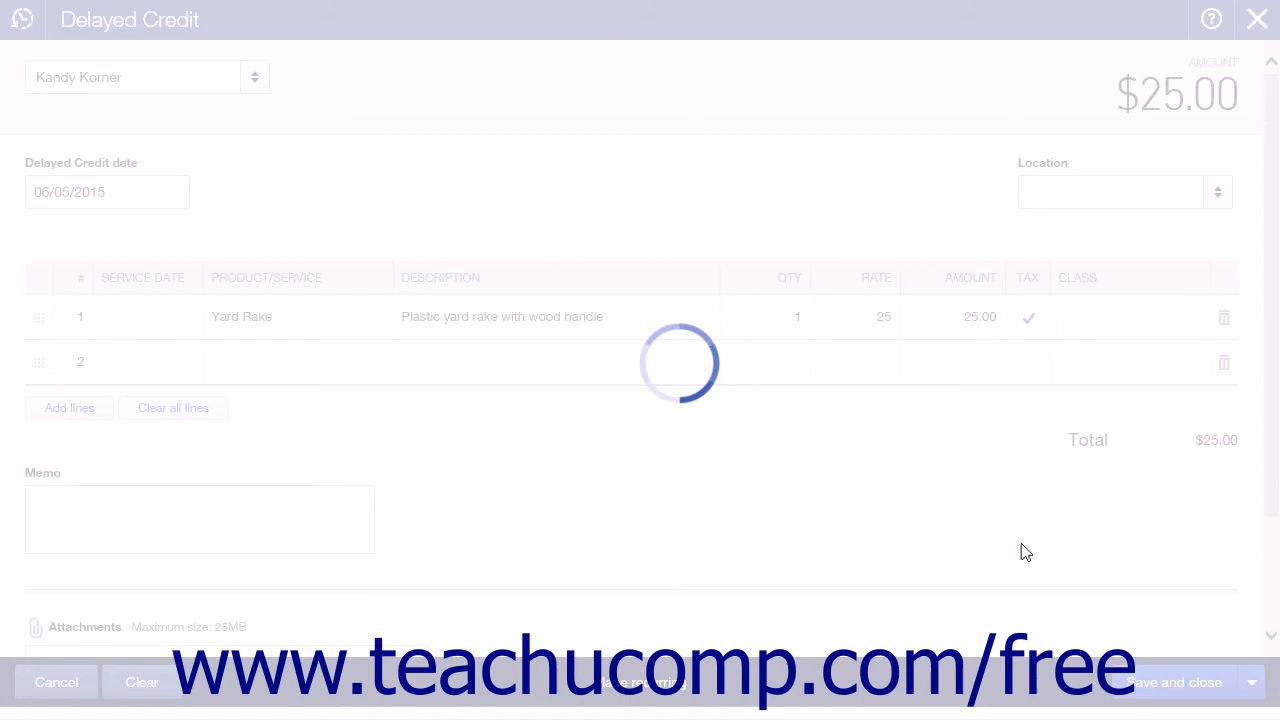 Delayed Credit
?
Kandy Korner
AMOUNT
$25.00
Delayed Credit date
Location
06/05/2015
# SERVICE DATE PRODUCT/SERVICE DESCRIPTION QTY RATE AMOUNT TAX CLASS
1 Yard Rake Plastic yard rake with wood handle 1 25 25.00
2
Add lines Clear all lines
Total $25.00
Memo
Attachments Maximum size: 25MB
Cancel Clear Make recurring Save and close
www.teachucomp.com/free